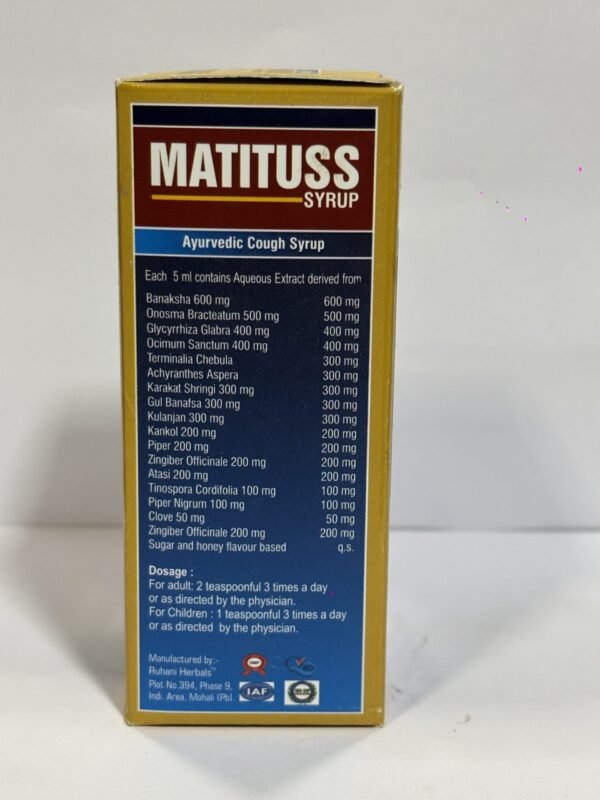 MATITUSS
SYRUP
Ayurvedic Cough Syrup
Each 5 ml contains Aqueous Extract derived from
Banaksha 600 mg 600 mg
Onosma Bracteatum 500 mg 500 mg
Glycyrrhiza Glabra 400 mg 400 mg
Ocimum Sanctum 400 mg 400 mg
Terminalia Chebula 300 mg
Achyranthes Aspera 300 mg
Karakat Shringi 300 mg 300 mg
Gul Banafsa 300 mg 300 mg
Kulanjan 300 mg 300 mg
Kankol 200 mg 200 mg
Piper 200 mg 200 mg
Zingiber Officinale 200 mg 200 mg
Atasi 200 mg 200 mg
Tinospora Cordifolia 100 mg 100 mg
Piper Nigrum 100 mg 100 mg
Clove 50 mg 50 mg
Zingiber Officinale 200 mg 200 mg
Sugar and honey flavour based q.s.
Dosage :
For adult: 2 teaspoonful 3 times a day
or as directed by the physician.
For Children : 1 teaspoonful 3 times a day
or as directed by the physician.
Manufactured by:-
Ruhani Herbals™
Plot No.394, Phase 9,
Indl. Area, Mohali (Pb).
GMP
IAF